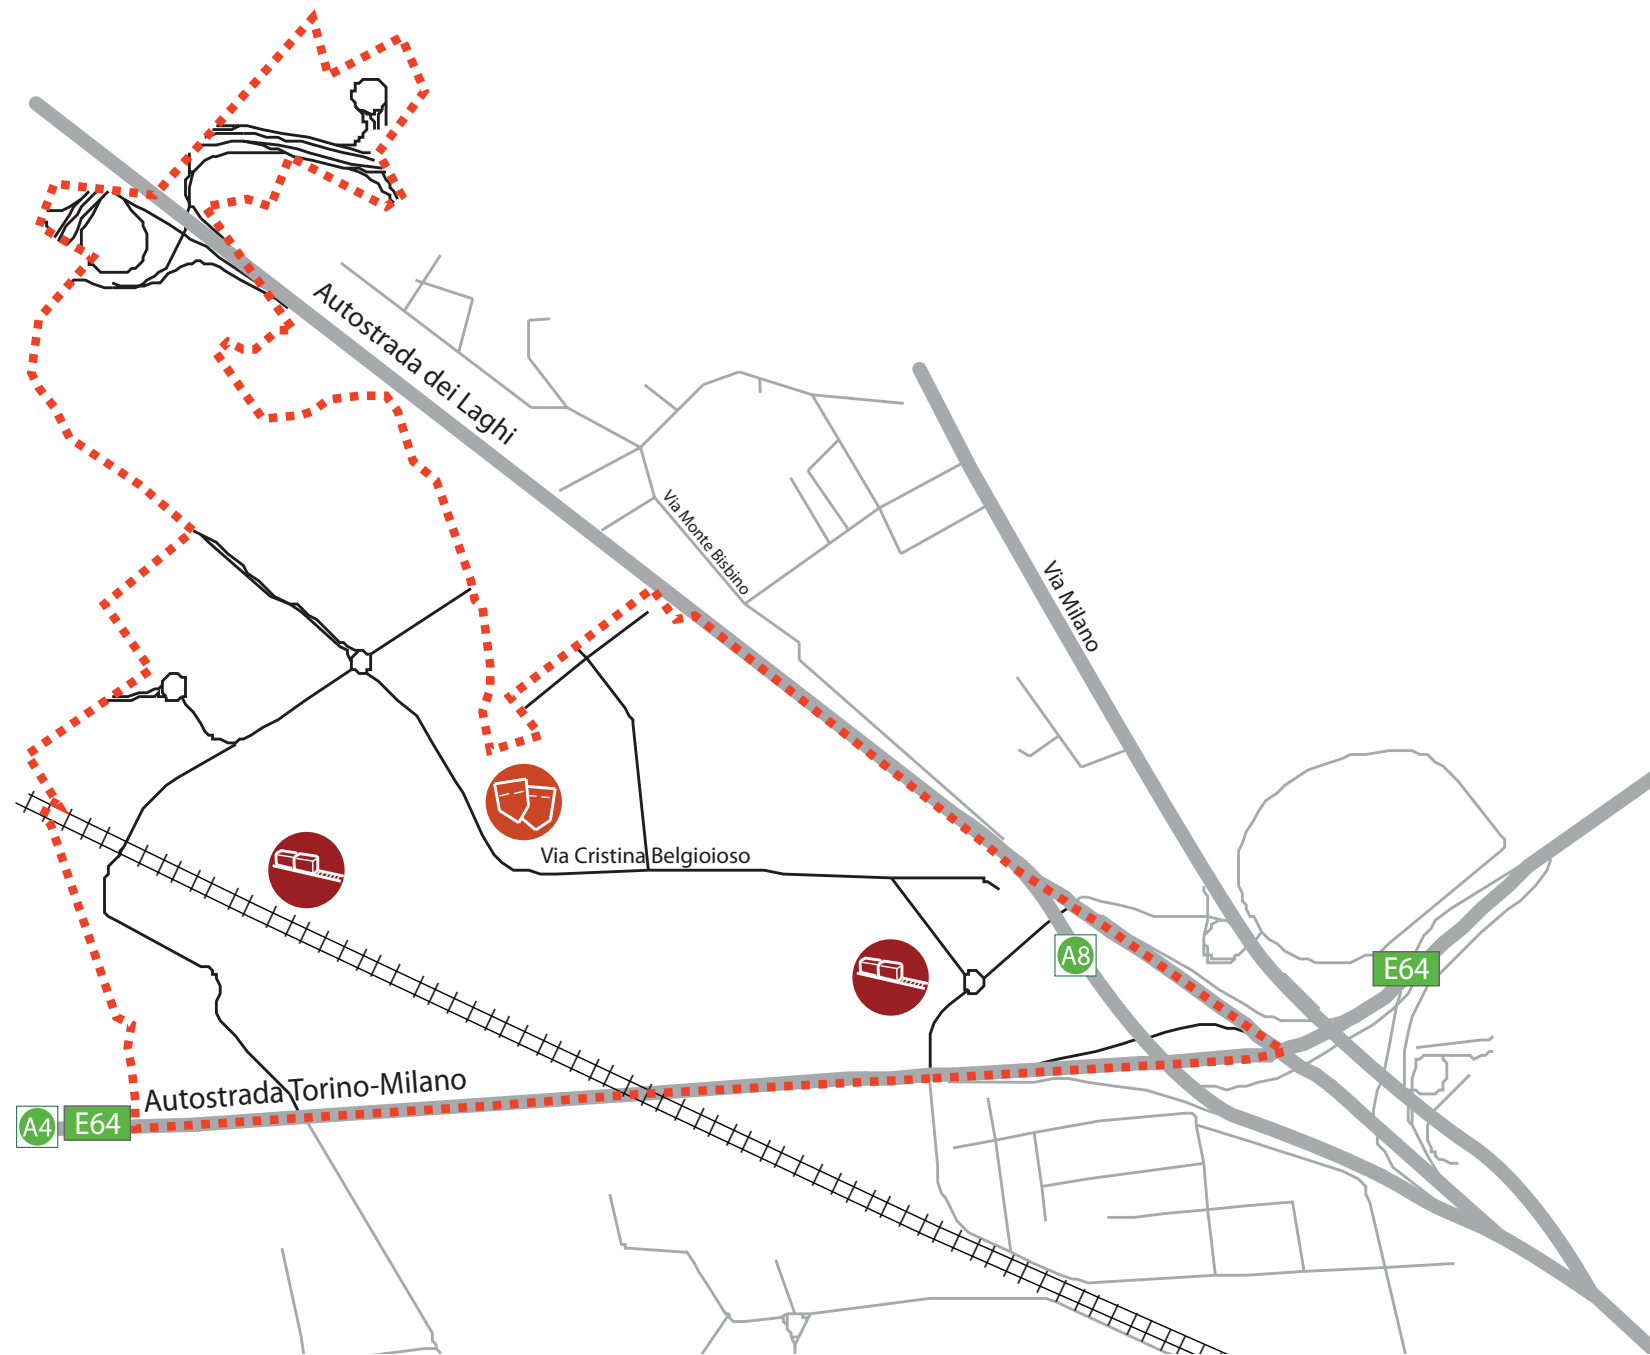 Autostrada dei Laghi
Via Monte Bisbino
Via Milano
Via Cristina Belgioioso
A8
E64
Autostrada Torino-Milano
A4
E64